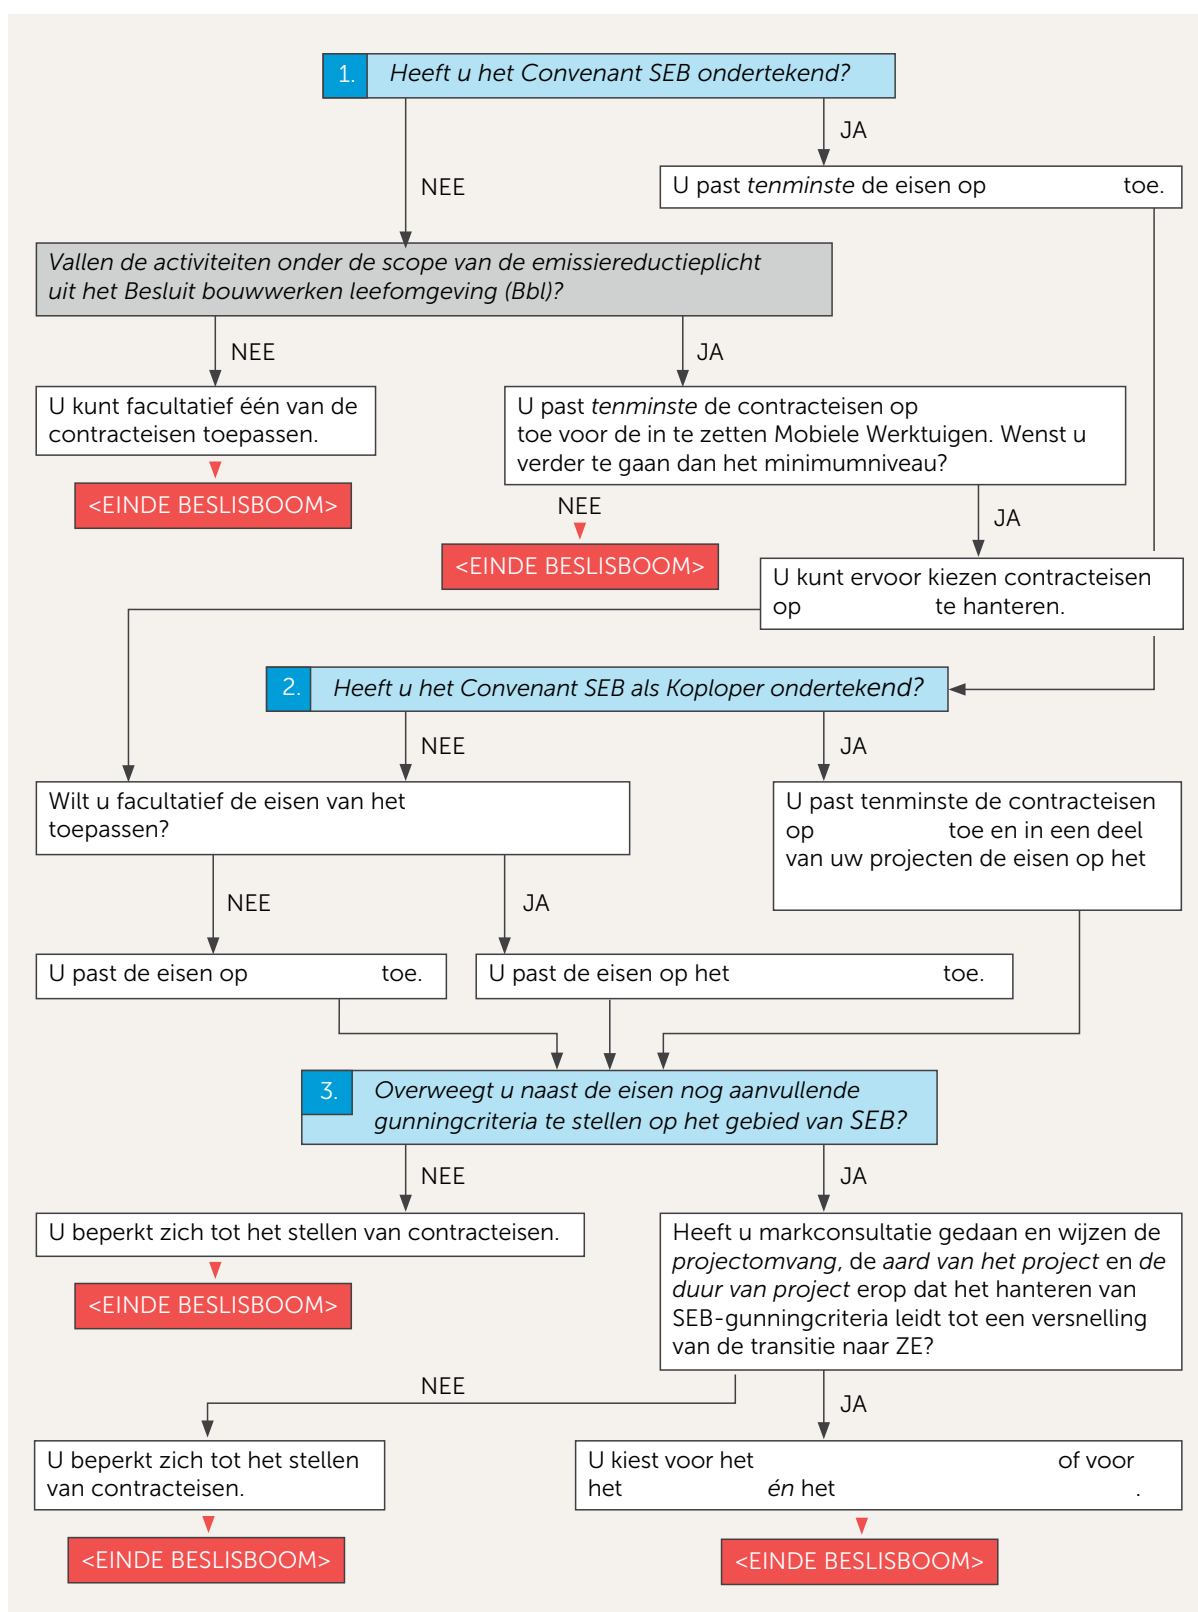 1. Heeft u het Convenant SEB ondertekend?
JA
NEE
U past tenminste de eisen op toe.
Vallen de activiteiten onder de scope van de emissiereductieplicht
uit het Besluit bouwwerken leefomgeving (Bbl)?
NEE
JA
U kunt facultatief één van de
contracteisen toepassen.
<EINDE BESLISBOOM>
U past tenminste de contracteisen op
toe voor de in te zetten Mobiele Werktuigen. Wenst u
verder te gaan dan het minimumniveau?
NEE
JA
<EINDE BESLISBOOM>
U kunt ervoor kiezen contracteisen
op te hanteren.
2. Heeft u het Convenant SEB als Koploper ondertekend?
NEE
JA
Wilt u facultatief de eisen van het
toepassen?
U past tenminste de contracteisen
op toe en in een deel
van uw projecten de eisen op het
NEE
JA
U past de eisen op toe.
U past de eisen op het toe.
3. Overweegt u naast de eisen nog aanvullende
gunningcriteria te stellen op het gebied van SEB?
NEE
JA
U beperkt zich tot het stellen van contracteisen.
<EINDE BESLISBOOM>
Heeft u markconsultatie gedaan en wijzen de
projectomvang, de aard van het project en de
duur van project erop dat het hanteren van
SEB-gunningcriteria leidt tot een versnelling
van de transitie naar ZE?
NEE
JA
U beperkt zich tot het stellen
van contracteisen.
<EINDE BESLISBOOM>
U kiest voor het of voor
het én het .
<EINDE BESLISBOOM>